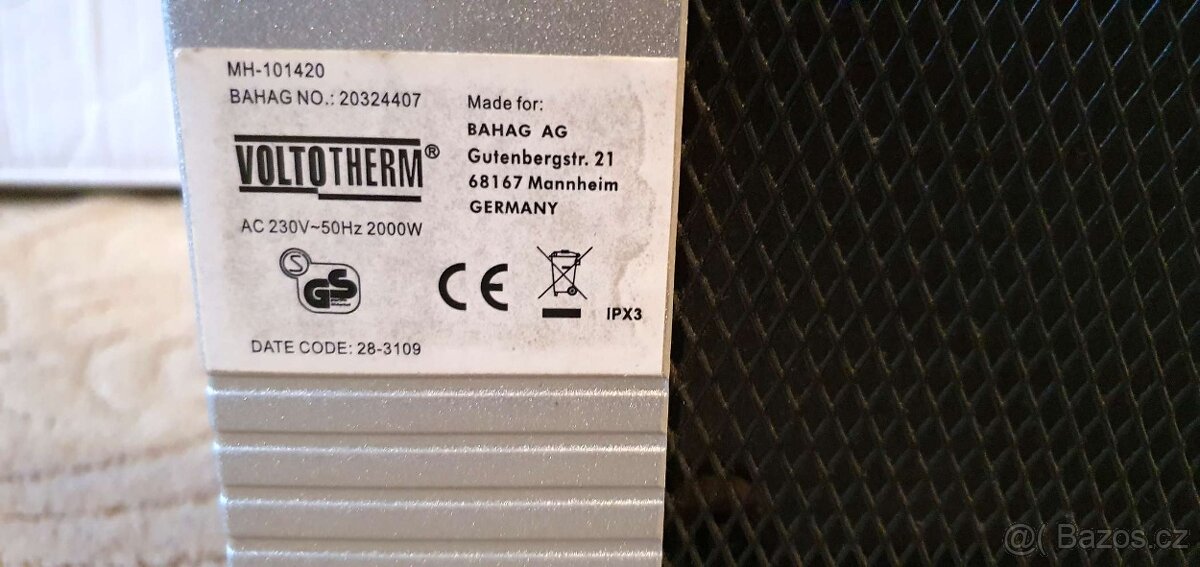 MH-101420
BAHAG NO.: 20324407
VOLTOTHERM®
AC 230V~50Hz 2000W
Made for:
BAHAG AG
Gutenbergstr. 21
68167 Mannheim
GERMANY
S
GS
CE
IPX3
DATE CODE: 28-3109
@( Bazos.cz